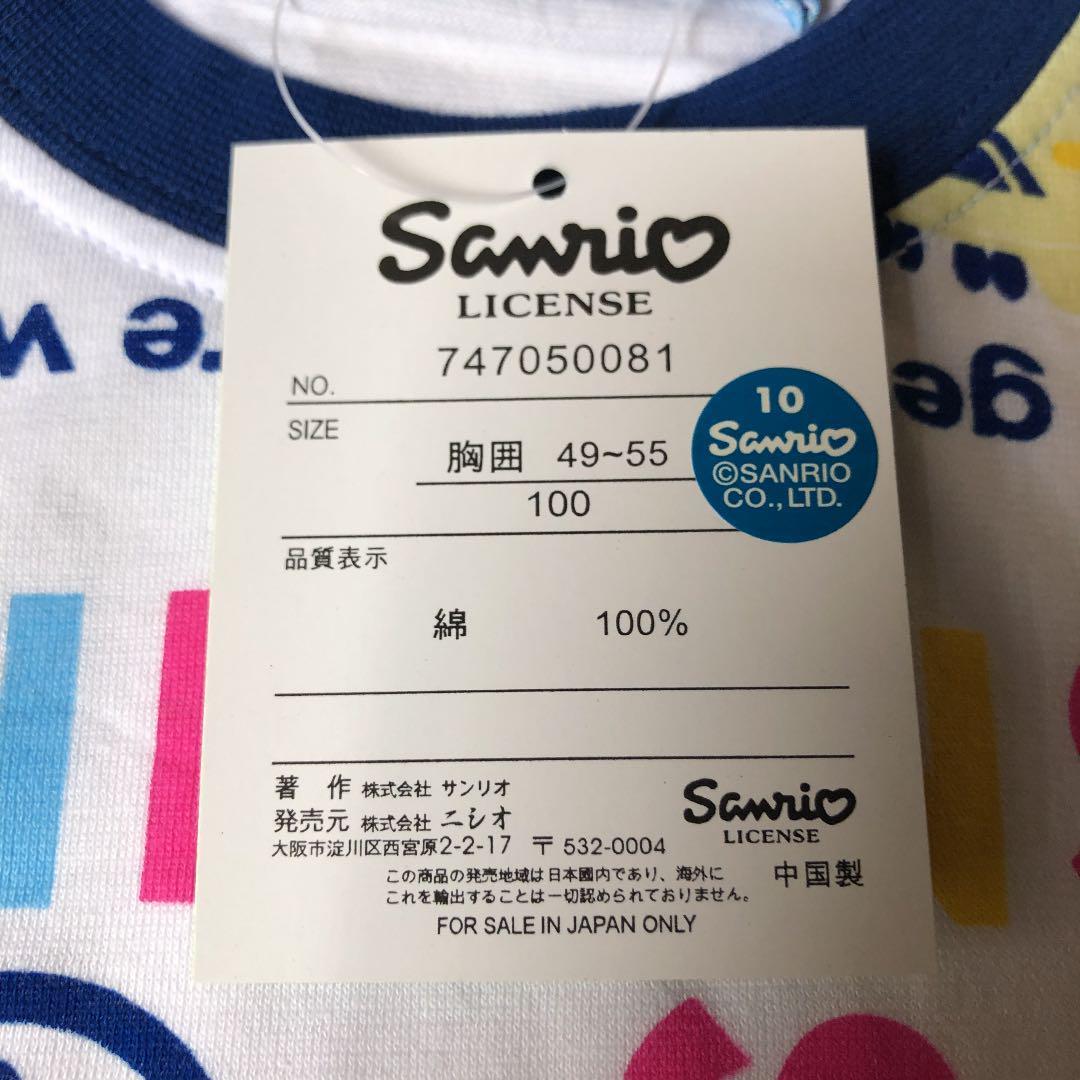 Sanrio
LICENSE
NO. 747050081
SIZE
胸囲 49~55
100
10
Sanrio
©SANRIO
CO., LTD.
品質表示
綿 100%
著 作 株式会社 サンリオ
発売元 株式会社 ニシオ
大阪市淀川区西宮原2-2-17 〒 532-0004
Sanrio
LICENSE
この商品の発売地域は日本國内であり、海外に
これを輸出することは一切認められておりません。
中国製
FOR SALE IN JAPAN ONLY